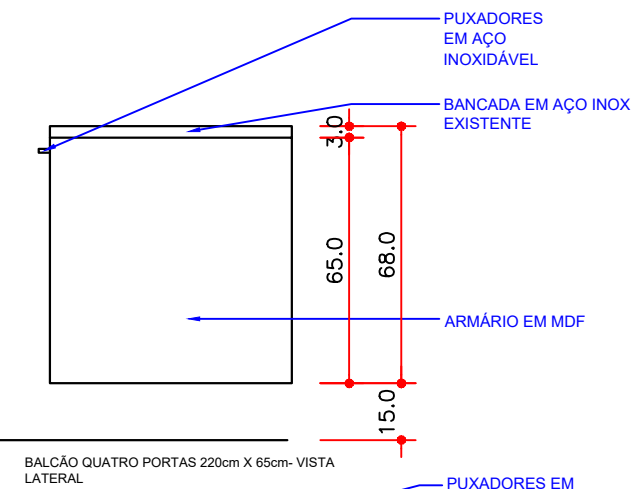 PUXADORES
EM AÇO
INOXIDÁVEL
BANCADA EM AÇO INOX
EXISTENTE
3.0
65.0
68.0
ARMÁRIO EM MDF
15.0
BALCÃO QUATRO PORTAS 220cm X 65cm- VISTA
LATERAL
PUXADORES EM